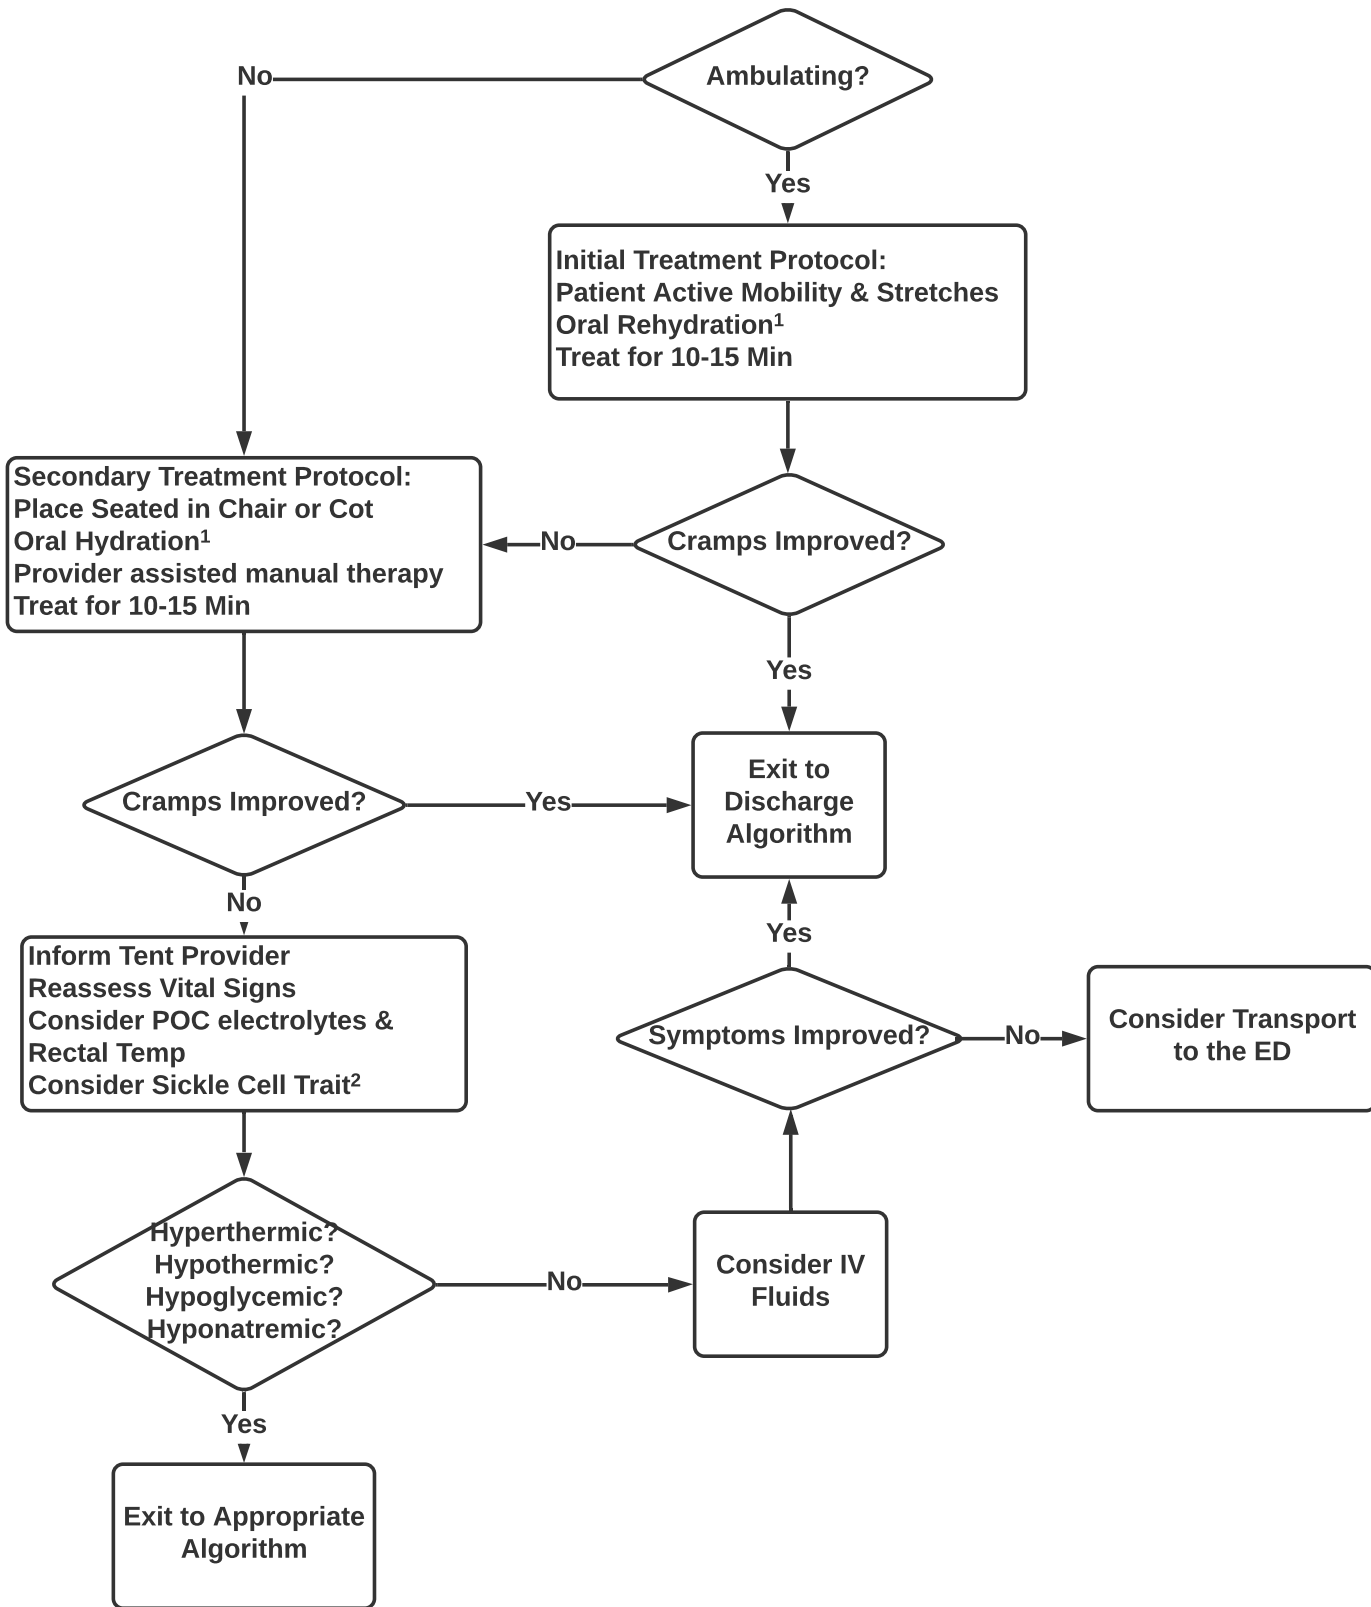 Ambulating?
No
Yes
Initial Treatment Protocol:
Patient Active Mobility & Stretches
Oral Rehydration¹
Treat for 10-15 Min
Secondary Treatment Protocol:
Place Seated in Chair or Cot
Oral Hydration¹
Provider assisted manual therapy
Treat for 10-15 Min
No
Cramps Improved?
Yes
Cramps Improved?
Yes
Exit to
Discharge
Algorithm
No
Inform Tent Provider
Reassess Vital Signs
Consider POC electrolytes &
Rectal Temp
Consider Sickle Cell Trait²
Yes
Symptoms Improved?
No
Consider Transport
to the ED
Hyperthermic?
Hypothermic?
Hypoglycemic?
Hyponatremic?
No
Consider IV
Fluids
Yes
Exit to Appropriate
Algorithm